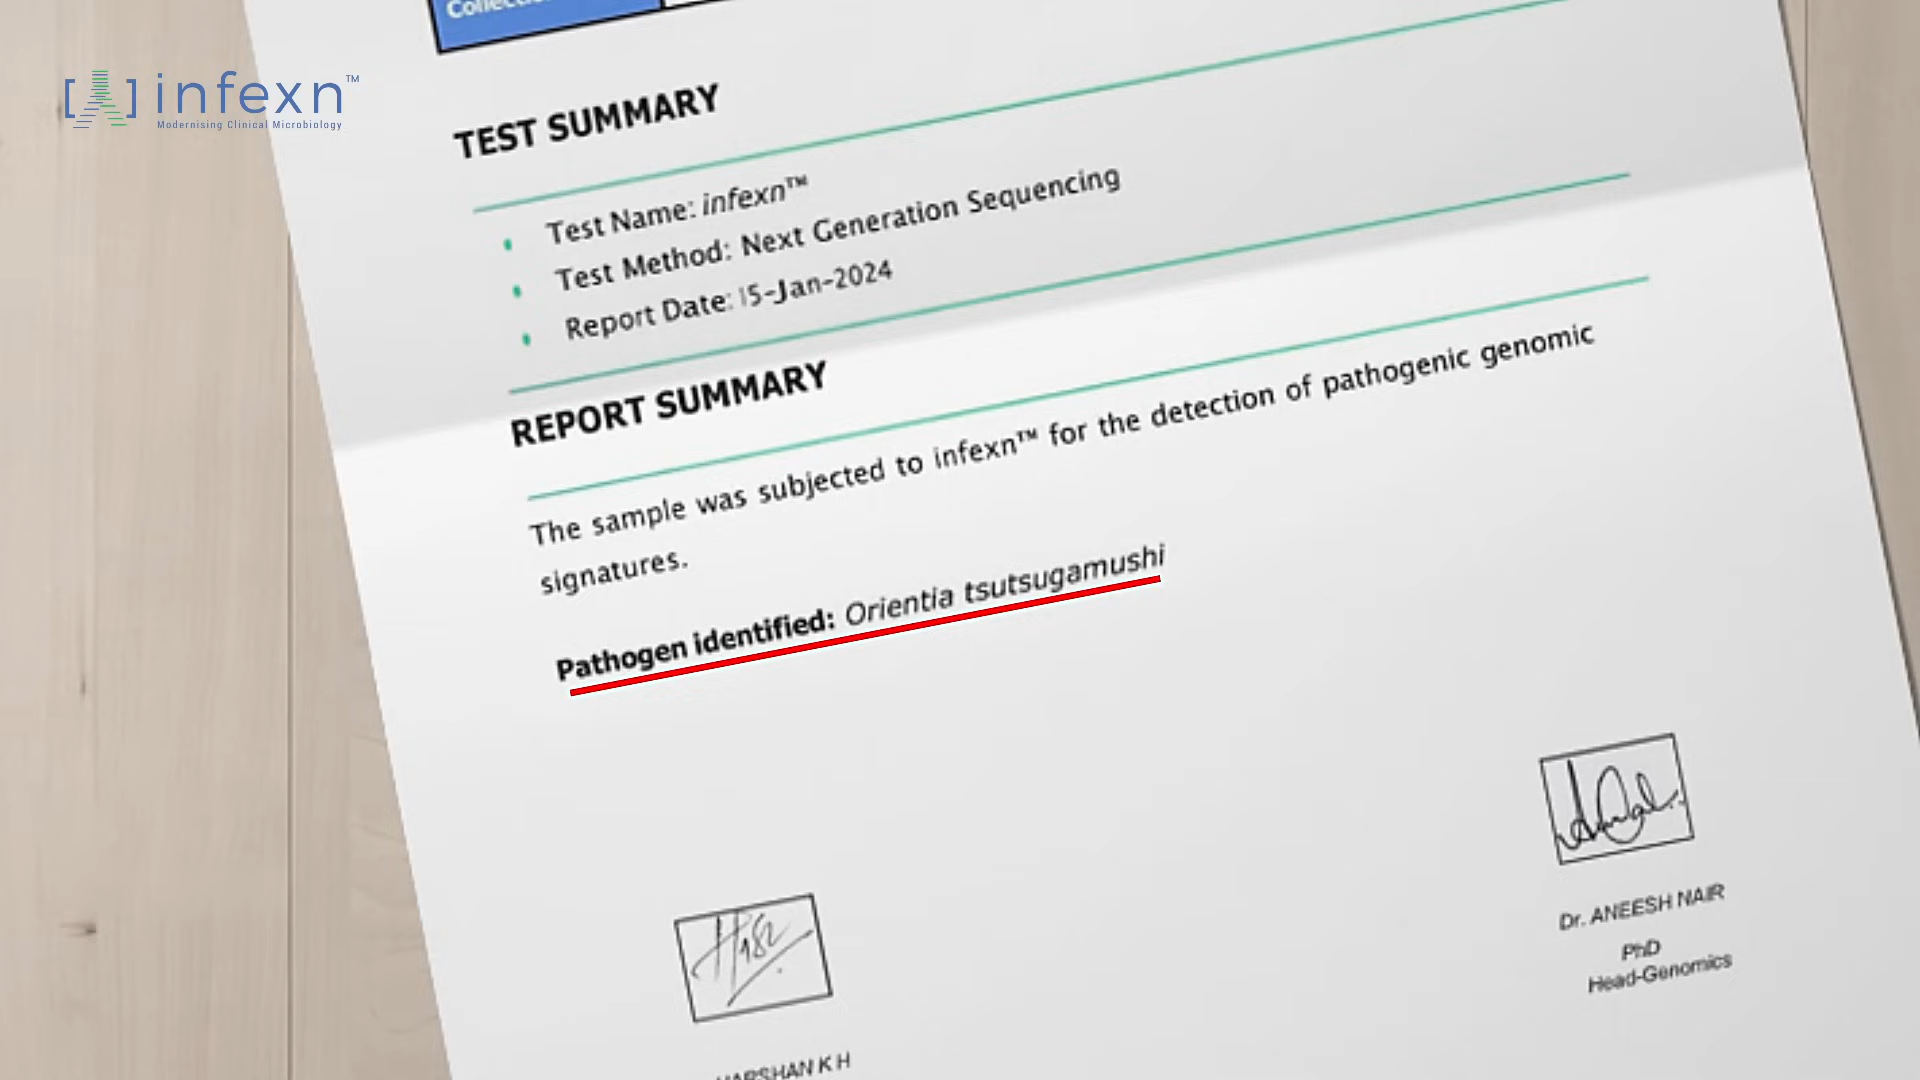 infexn™
Modernising Clinical Microbiology
TEST SUMMARY
• Test Name: infexn™
• Test Method: Next Generation Sequencing
• Report Date: 15-Jan-2024
REPORT SUMMARY
The sample was subjected to infexn™ for the detection of pathogenic genomic
signatures.
Pathogen identified: Orientia tsutsugamushi
Dr. ANEESH NAIR
PhD
Head-Genomics
K H